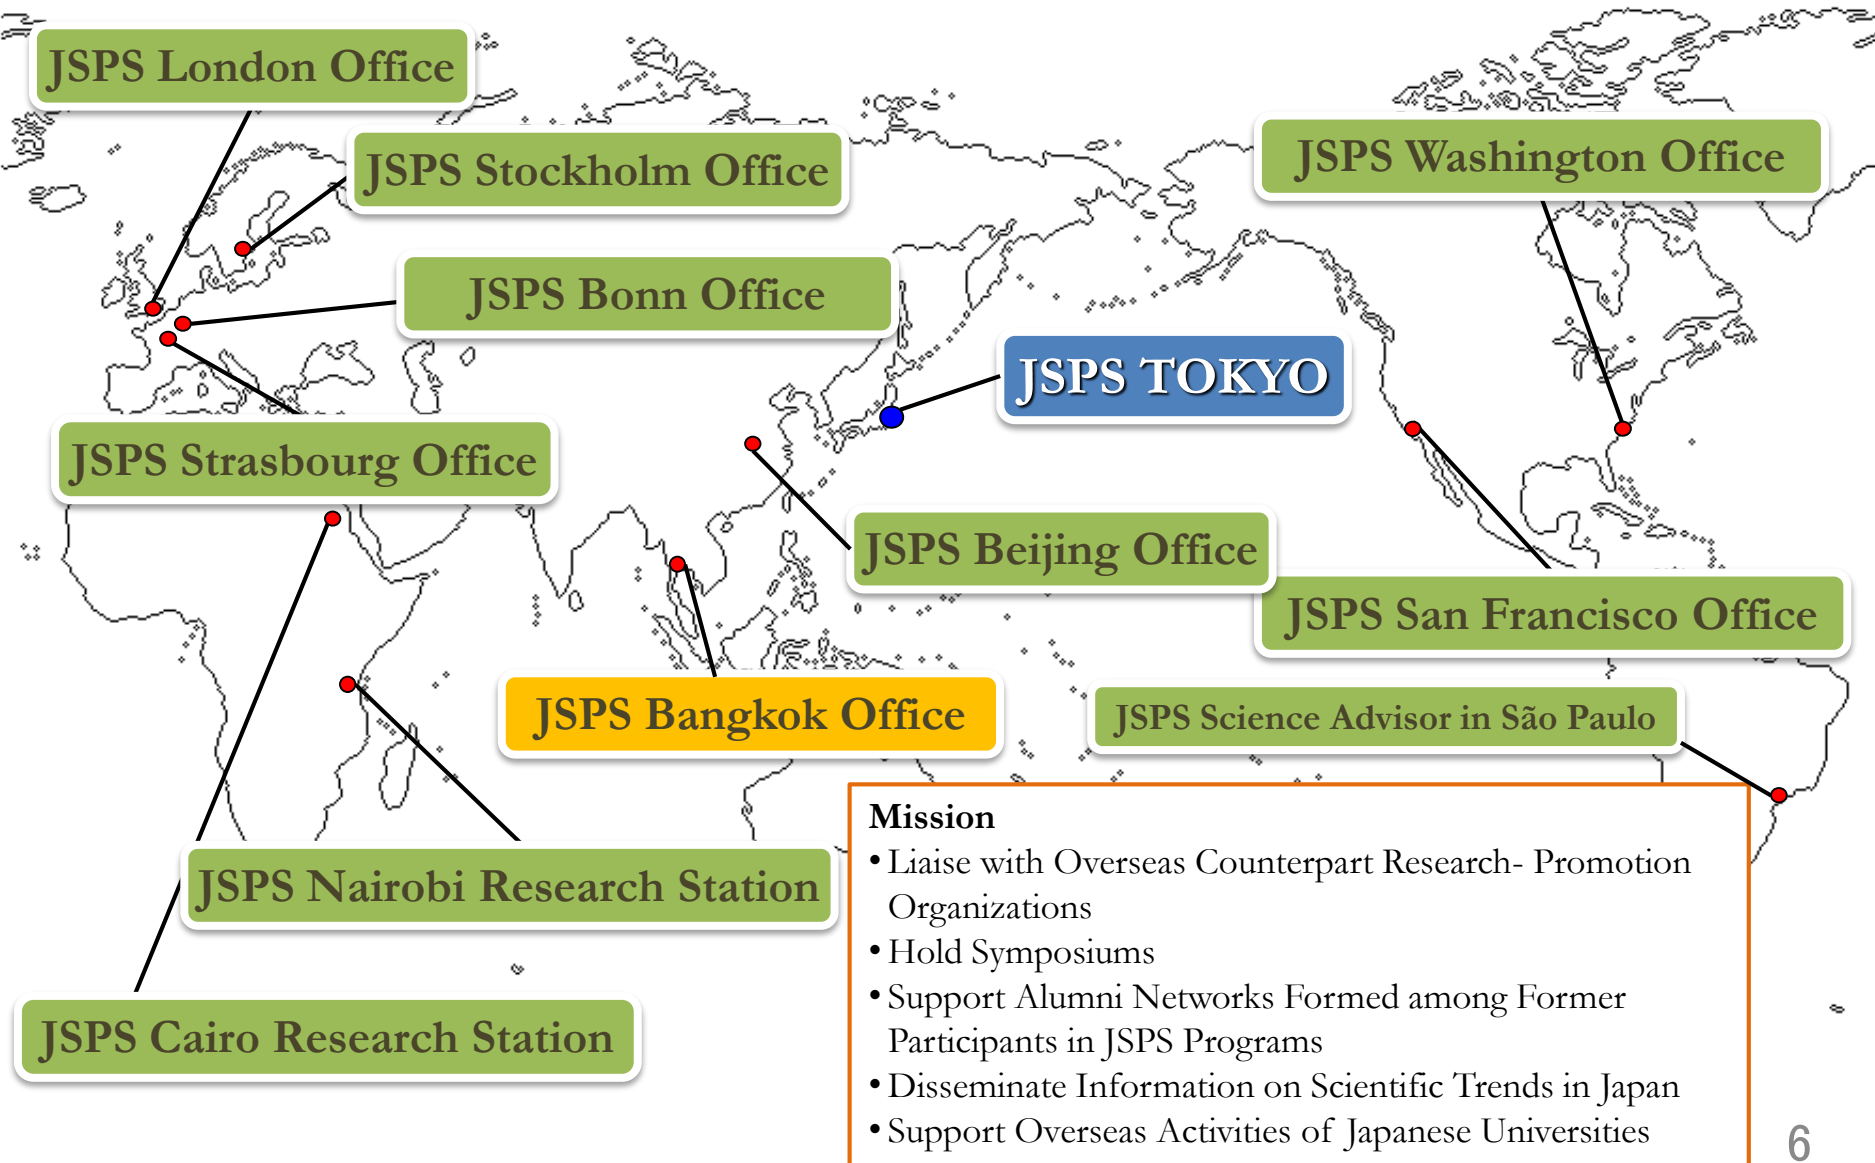 JSPS London Office
JSPS Stockholm Office
JSPS Washington Office
JSPS Bonn Office
JSPS TOKYO
JSPS Strasbourg Office
JSPS Beijing Office
JSPS San Francisco Office
JSPS Bangkok Office
JSPS Science Advisor in São Paulo
JSPS Nairobi Research Station
JSPS Cairo Research Station
Mission
• Liaise with Overseas Counterpart Research- Promotion
Organizations
• Hold Symposiums
• Support Alumni Networks Formed among Former
Participants in JSPS Programs
• Disseminate Information on Scientific Trends in Japan
• Support Overseas Activities of Japanese Universities
6